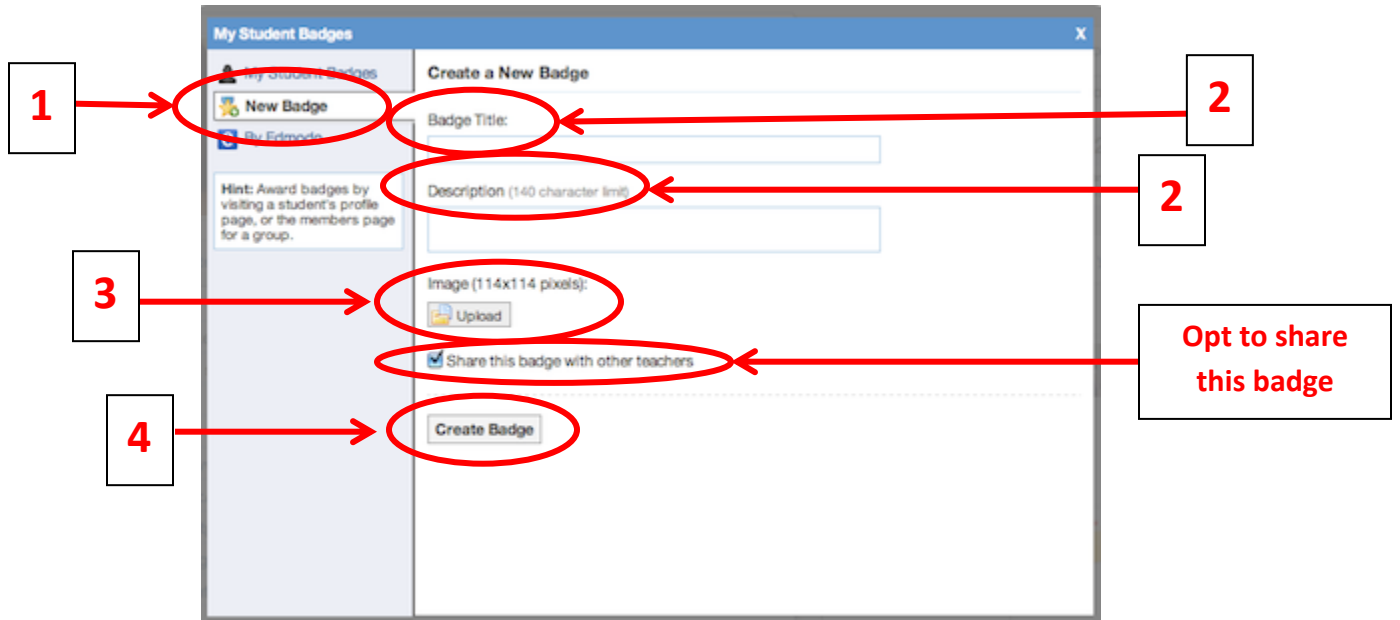 My Student Badges X
My Student Badges
New Badge
By Edmodo
Hint: Award badges by
visiting a student's profile
page, or the members page
for a group.
Create a New Badge
Badge Title:
Description (140 character limit)
Image (114x114 pixels):
Upload
Share this badge with other teachers
Create Badge
1
2
2
3
Opt to share
this badge
4